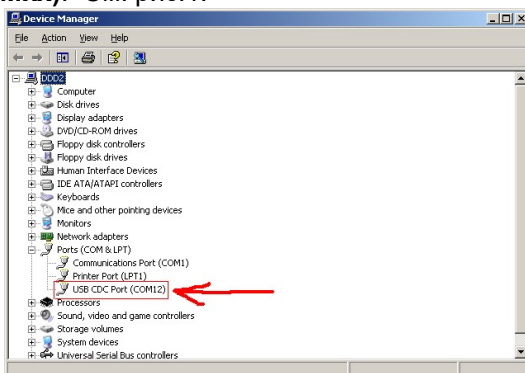 Device Manager
File Action View Help
DDD2
Computer
Disk drives
Display adapters
DVD/CD-ROM drives
Floppy disk controllers
Floppy disk drives
Human Interface Devices
IDE ATA/ATAPI controllers
Keyboards
Mice and other pointing devices
Monitors
Network adapters
Ports (COM & LPT)
Communications Port (COM1)
Printer Port (LPT1)
USB CDC Port (COM12)
Processors
Sound, video and game controllers
Storage volumes
System devices
Universal Serial Bus controllers